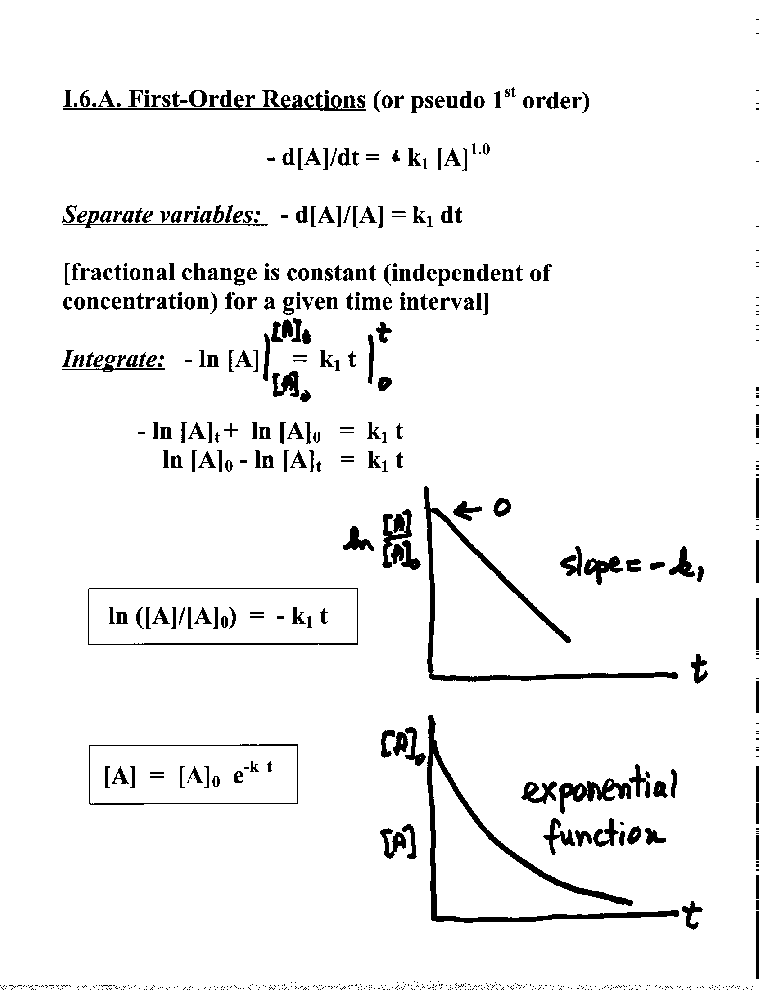 I.6.A. First-Order Reactions (or pseudo 1st order)
- d[A]/dt = k₁ [A]¹·⁰
Separate variables: - d[A]/[A] = k₁ dt
[fractional change is constant (independent of
concentration) for a given time interval]
[A]ₜ t
Integrate: - ln [A]| = k₁ t |
[A]₀ 0
- ln [A]ₜ + ln [A]₀ = k₁ t
ln [A]₀ - ln [A]ₜ = k₁ t
← 0
ln [A]/[A]₀
slope = - k₁
ln ([A]/[A]₀) = - k₁ t
t
[A]₀
[A] = [A]₀ e⁻ᵏ ᵗ
exponential
function
[A]
t